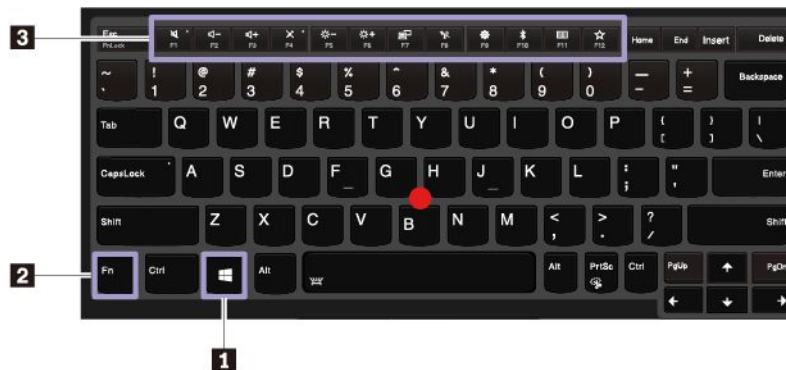 3
Esc
FnLock
F1
F2
F3
F4
F5
F6
F7
F8
F9
F10
F11
F12
Home End Insert Delete
~ ! @ # $ % ^ & * ( ) — + Backspace
` 1 2 3 4 5 6 7 8 9 0 - =
Tab Q W E R T Y U I O P { } |
[ ] \
CapsLock A S D F G H J K L : " Enter
; '
Shift Z X C V B N M < > ? Shift
, . /
2
Fn Ctrl Alt Alt PrtSc Ctrl PgUp ↑ PgDn
← ↓ →
1